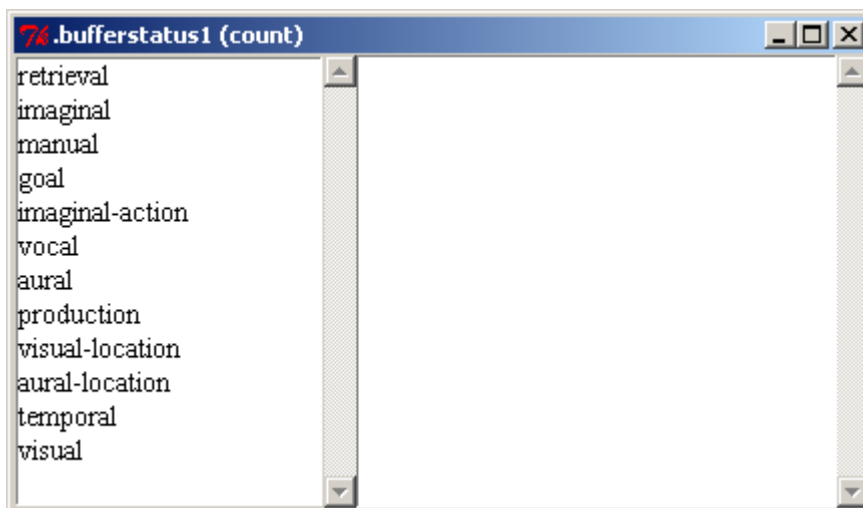 .bufferstatus1 (count)
retrieval
imaginal
manual
goal
imaginal-action
vocal
aural
production
visual-location
aural-location
temporal
visual